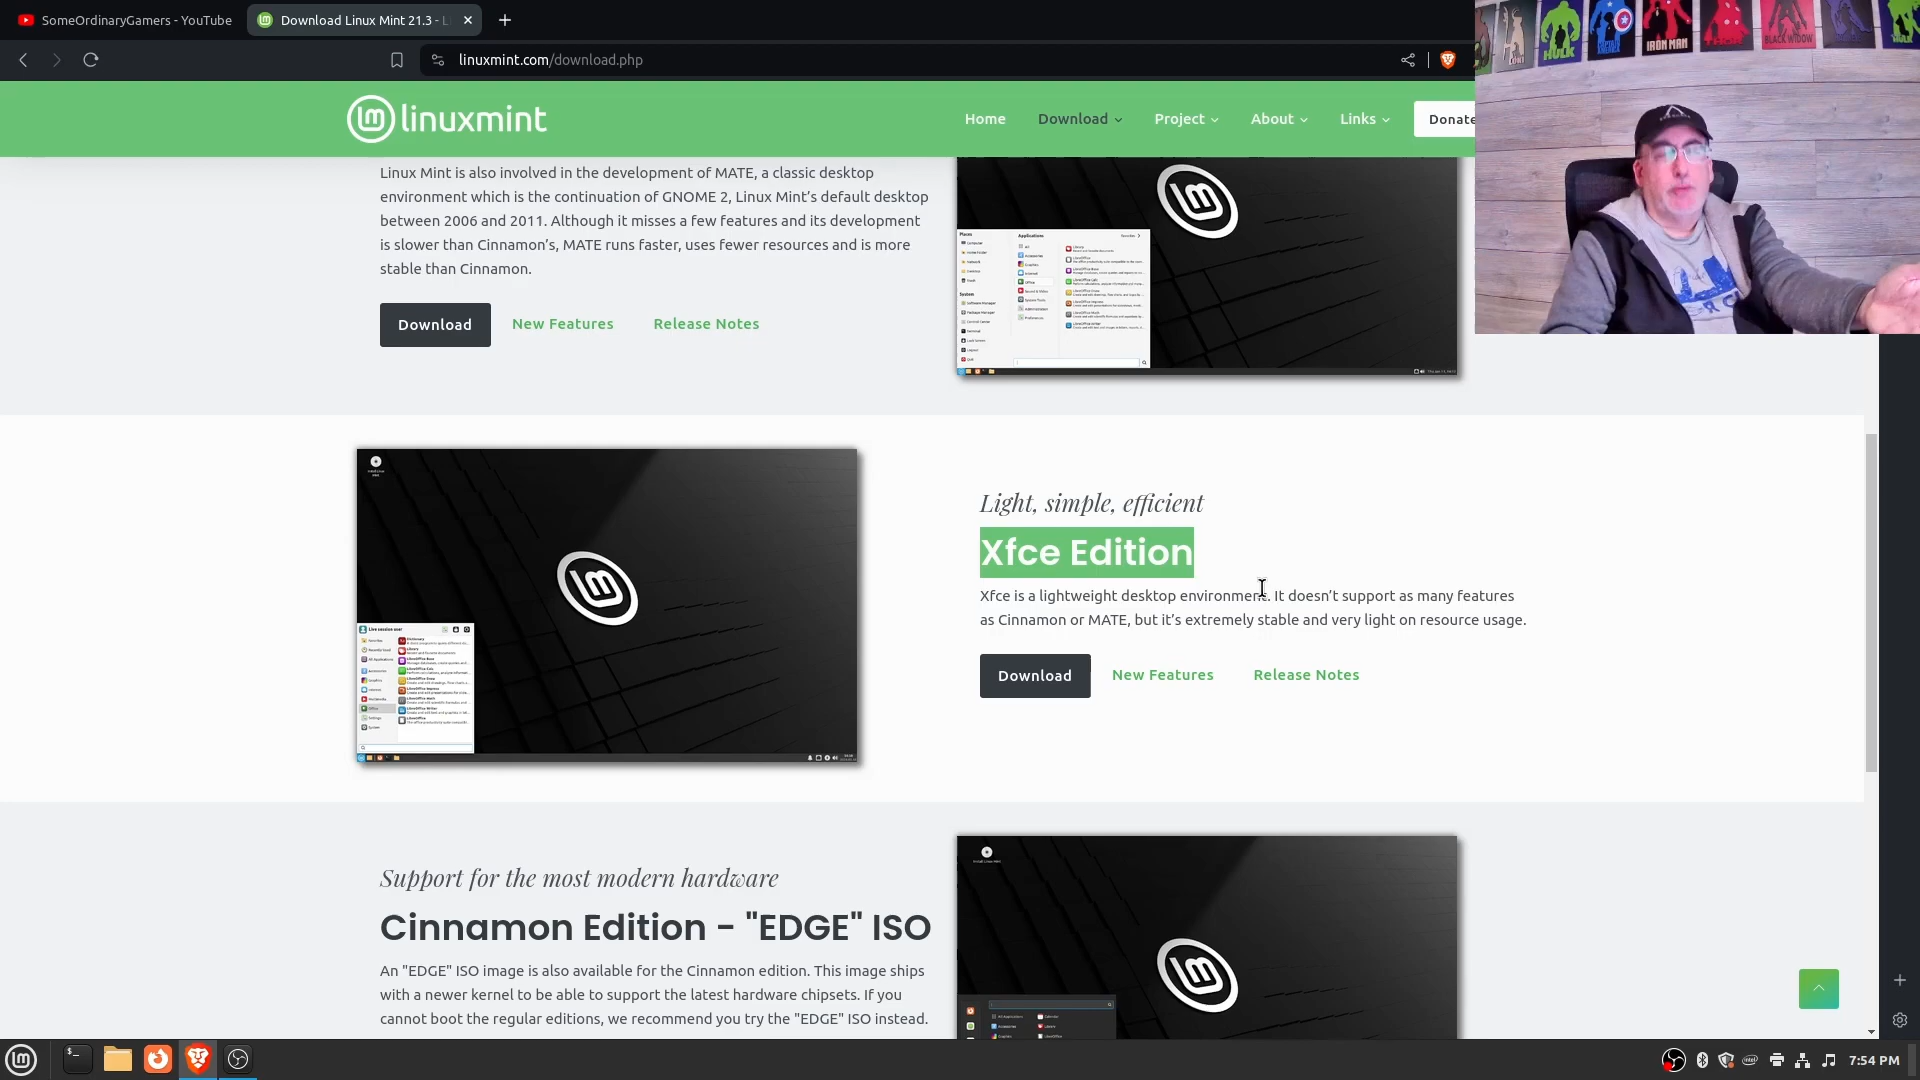 SomeOrdinaryGamers - YouTube
Download Linux Mint 21.3 - L
linuxmint.com/download.php
linuxmint
Home
Download
Project
About
Links
Donate
LOKI
HULK
CAPTAIN AMERICA
IRON MAN
BLACK WIDOW
HULK
Linux Mint is also involved in the development of MATE, a classic desktop
environment which is the continuation of GNOME 2, Linux Mint’s default desktop
between 2006 and 2011. Although it misses a few features and its development
is slower than Cinnamon’s, MATE runs faster, uses fewer resources and is more
stable than Cinnamon.
Download
New Features
Release Notes
Light, simple, efficient
Xfce Edition
Xfce is a lightweight desktop environment. It doesn’t support as many features
as Cinnamon or MATE, but it’s extremely stable and very light on resource usage.
Download
New Features
Release Notes
Support for the most modern hardware
Cinnamon Edition - "EDGE" ISO
An "EDGE" ISO image is also available for the Cinnamon edition. This image ships
with a newer kernel to be able to support the latest hardware chipsets. If you
cannot boot the regular editions, we recommend you try the "EDGE" ISO instead.
7:54 PM